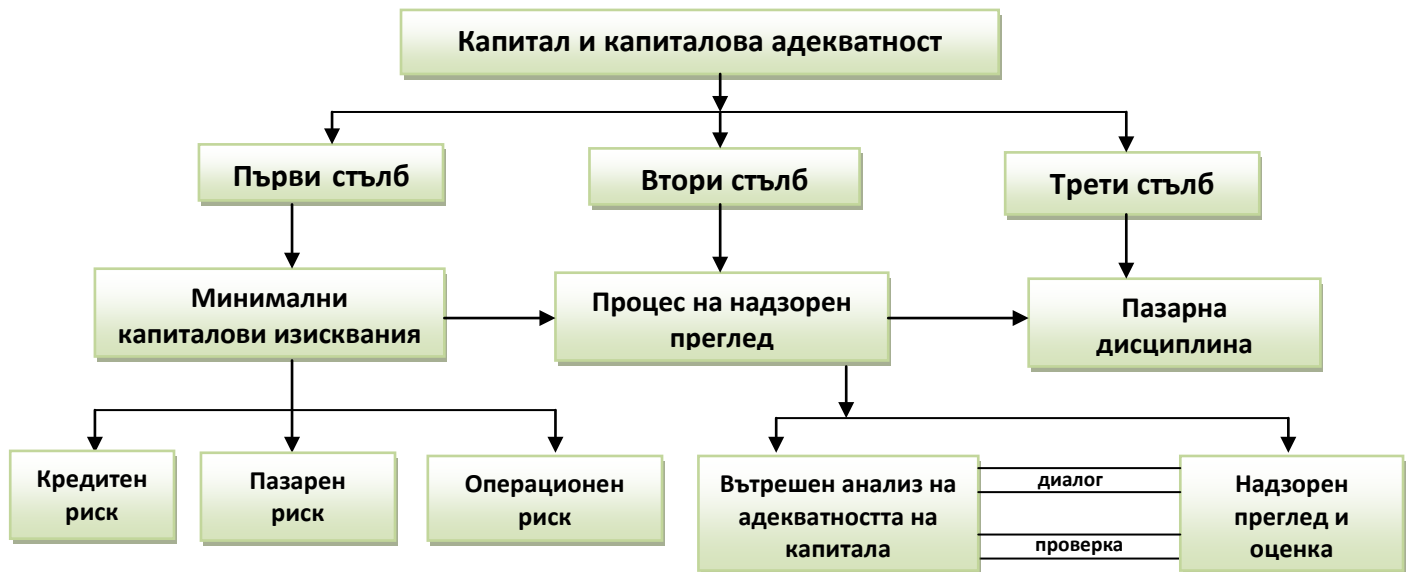 Капитал и капиталова адекватност
Първи стълб
Втори стълб
Трети стълб
Минимални
капиталови изисквания
Процес на надзорен
преглед
Пазарна
дисциплина
Кредитен
риск
Пазарен
риск
Операционен
риск
Вътрешен анализ на
адекватността на
капитала
диалог
проверка
Надзорен
преглед и
оценка